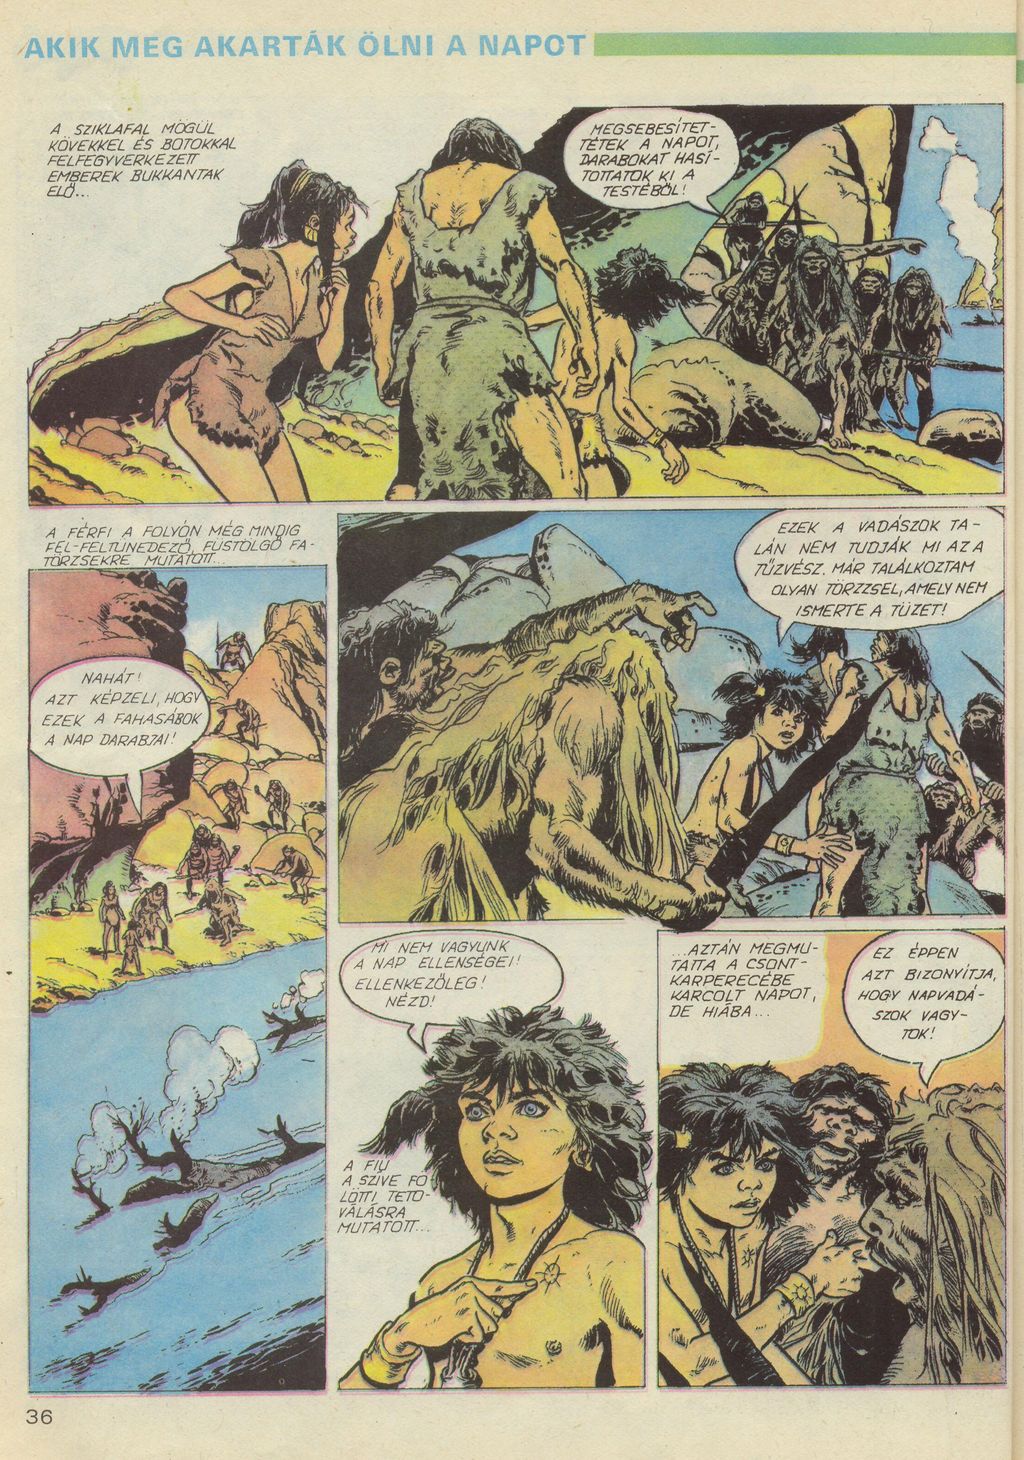 AKIK MEG AKARTÁK ÖLNI A NAPOT
A SZIKLAFAL MÖGÜL
KÖVEKKEL ÉS BOTOKKAL
FELFEGYVERKEZETT
EMBEREK BUKKANTAK
ELŐ...
MEGSEBESÍTET-
TÉTEK A NAPOT,
DARABOKAT HASÍ-
TOTTATOK KI A
TESTÉBŐL!
A FÉRFI A FOLYÓN MÉG MINDIG
FEL-FELTÜNEDEZŐ, FÜSTÖLGŐ FA-
TÖRZSEKRE MUTATOTT...
NAHÁT!
AZT KÉPZELI, HOGY
EZEK A FAHASÁBOK
A NAP DARABJAI!
EZEK A VADÁSZOK TA-
LÁN NEM TUDJÁK MI AZ A
TŰZVÉSZ. MÁR TALÁLKOZTAM
OLYAN TÖRZZSEL, AMELY NEM
ISMERTE A TÜZET!
MI NEM VAGYUNK
A NAP ELLENSÉGEI!
ELLENKEZŐLEG!
NÉZD!
A FIÚ
A SZIVE FÖ
LÖTTI TETO-
VÁLÁSRA
MUTATOTT...
...AZTÁN MEGMU-
TATTA A CSONT-
KARPERECÉBE
KARCOLT NAPOT,
DE HIÁBA...
EZ ÉPPEN
AZT BIZONYÍTJA,
HOGY NAPVADÁ-
SZOK VAGY-
TOK!
36